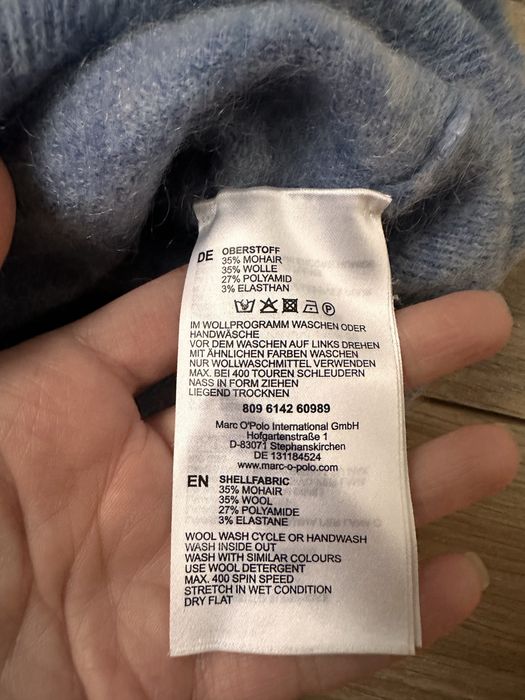 DE OBERSTOFF
35% MOHAIR
35% WOLLE
27% POLYAMID
3% ELASTHAN
P
IM WOLLPROGRAMM WASCHEN ODER
HANDWÄSCHE
VOR DEM WASCHEN AUF LINKS DREHEN
MIT ÄHNLICHEN FARBEN WASCHEN
NUR WOLLWASCHMITTEL VERWENDEN
MAX. BEI 400 TOUREN SCHLEUDERN
NASS IN FORM ZIEHEN
LIEGEND TROCKNEN
809 6142 60989
Marc O'Polo International GmbH
Hofgartenstraße 1
D-83071 Stephanskirchen
DE 131184524
www.marc-o-polo.com
EN SHELLFABRIC
35% MOHAIR
35% WOOL
27% POLYAMIDE
3% ELASTANE
WOOL WASH CYCLE OR HANDWASH
WASH INSIDE OUT
WASH WITH SIMILAR COLOURS
USE WOOL DETERGENT
MAX. 400 SPIN SPEED
STRETCH IN WET CONDITION
DRY FLAT